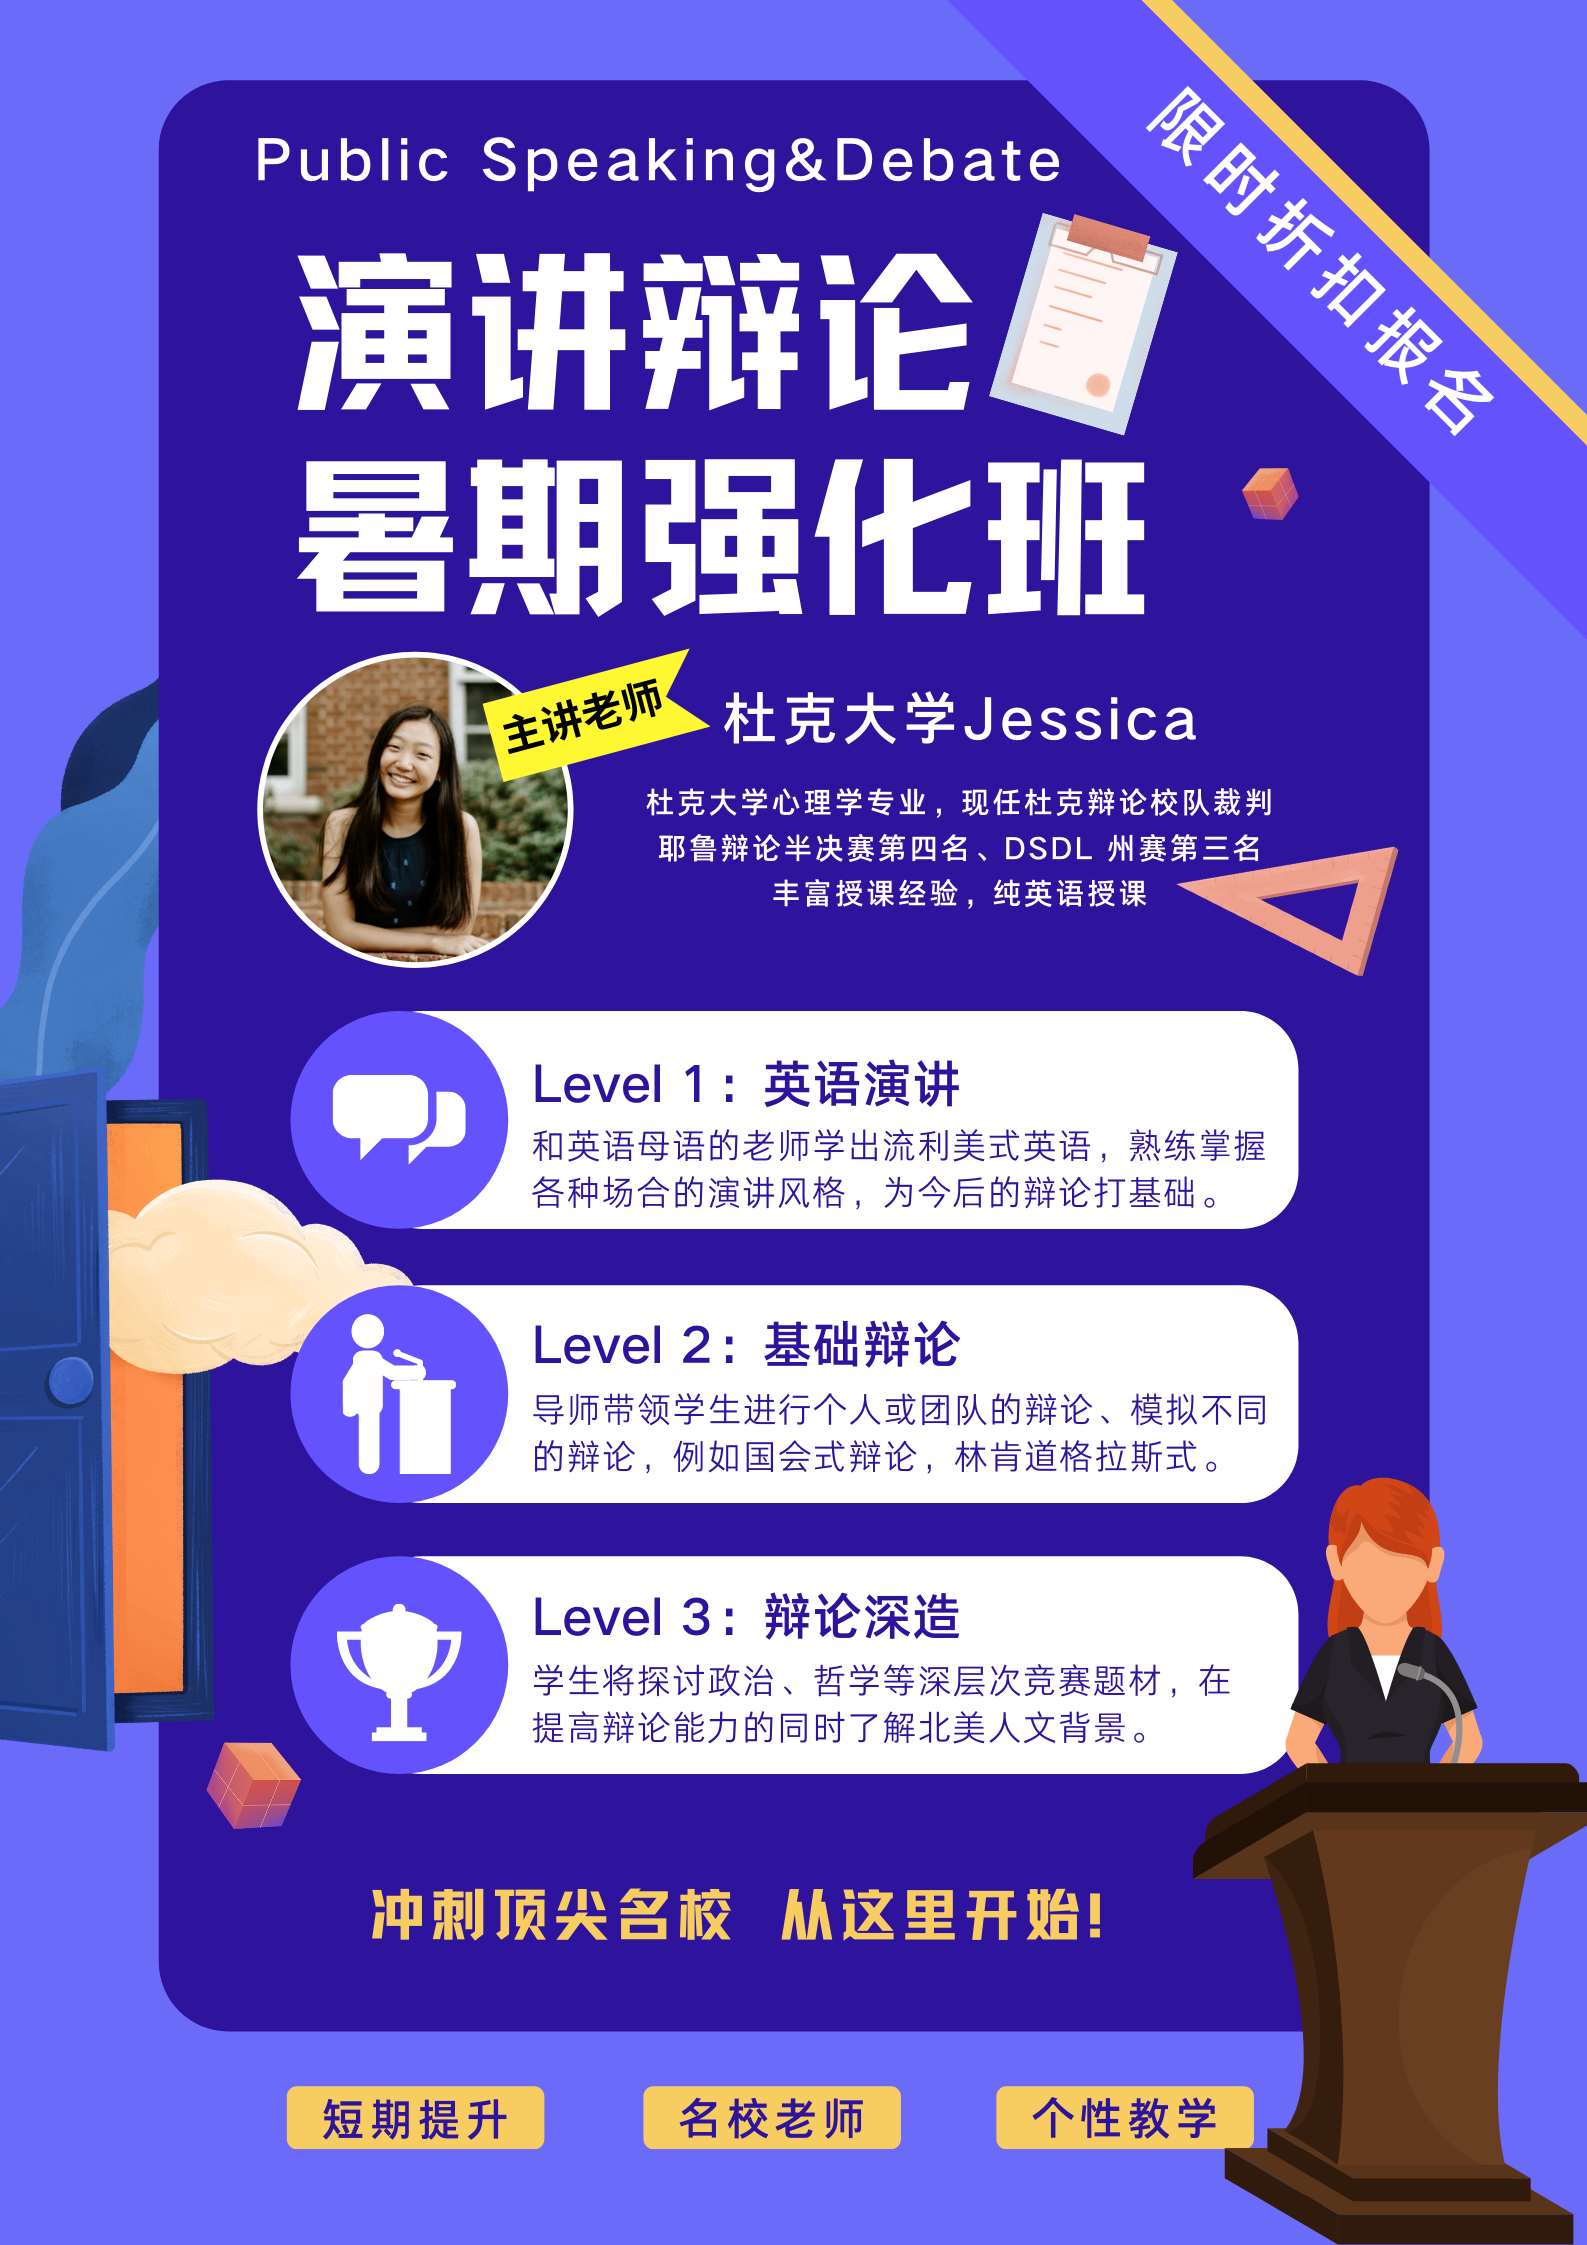 限时折扣报名
Public Speaking&Debate
演讲辩论
暑期强化班
主讲老师
杜克大学Jessica
杜克大学心理学专业，现任杜克辩论校队裁判
耶鲁辩论半决赛第四名、DSDL 州赛第三名
丰富授课经验，纯英语授课
Level 1：英语演讲
和英语母语的老师学出流利美式英语，熟练掌握
各种场合的演讲风格，为今后的辩论打基础。
Level 2：基础辩论
导师带领学生进行个人或团队的辩论、模拟不同
的辩论，例如国会式辩论，林肯道格拉斯式。
Level 3：辩论深造
学生将探讨政治、哲学等深层次竞赛题材，在
提高辩论能力的同时了解北美人文背景。
冲刺顶尖名校 从这里开始!
短期提升
名校老师
个性教学